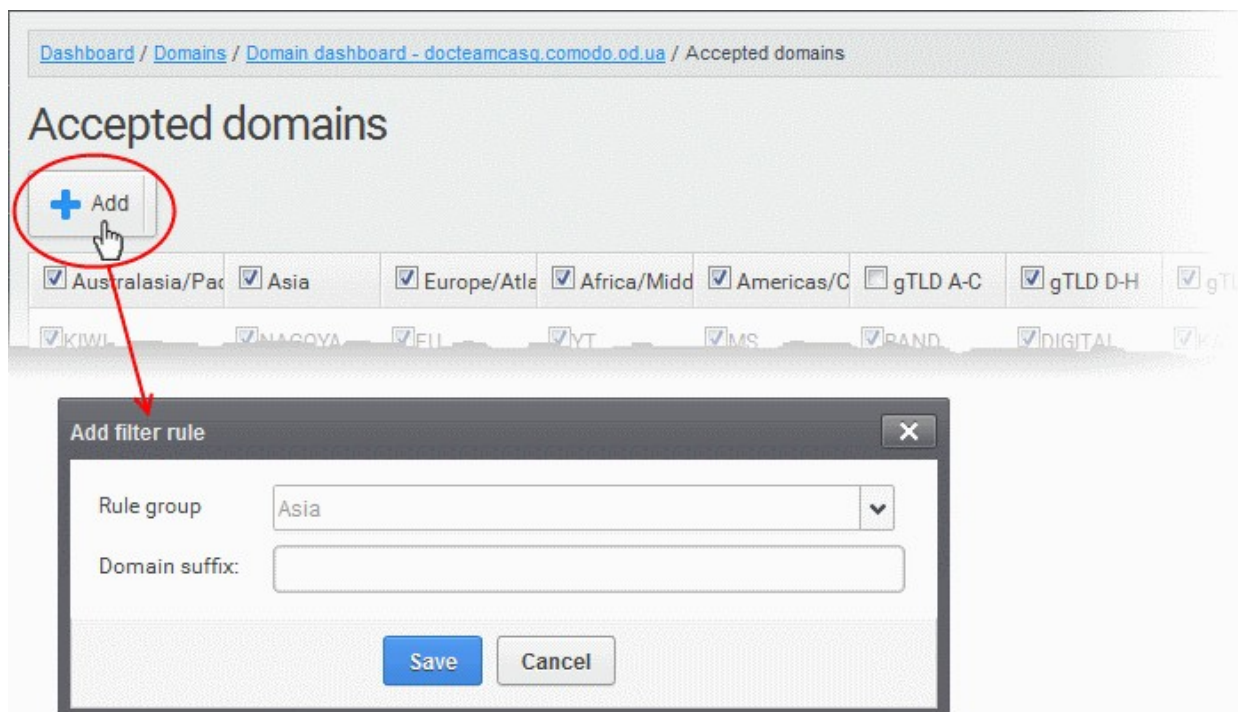 Dashboard / Domains / Domain dashboard - docteamcasg.comodo.od.ua / Accepted domains
Accepted domains
Add
Australasia/Pac Asia Europe/Atla Africa/Midd Americas/C gTLD A-C gTLD D-H gTL
KIWI NAGOYA EU YT MS BAND DIGITAL
Add filter rule
Rule group Asia
Domain suffix:
Save Cancel